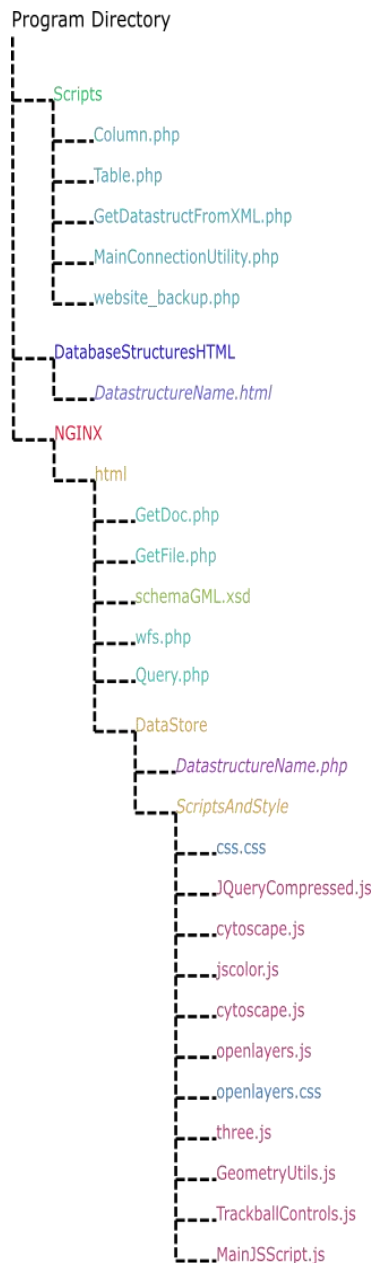 Program Directory
Scripts
Column.php
Table.php
GetDatastructFromXML.php
MainConnectionUtility.php
website_backup.php
DatabaseStructuresHTML
DatastructureName.html
NGINX
html
GetDoc.php
GetFile.php
schemaGML.xsd
wfs.php
Query.php
DataStore
DatastructureName.php
ScriptsAndStyle
css.css
JQueryCompressed.js
cytoscape.js
jscolor.js
cytoscape.js
openlayers.js
openlayers.css
three.js
GeometryUtils.js
TrackballControls.js
MainJSScript.js